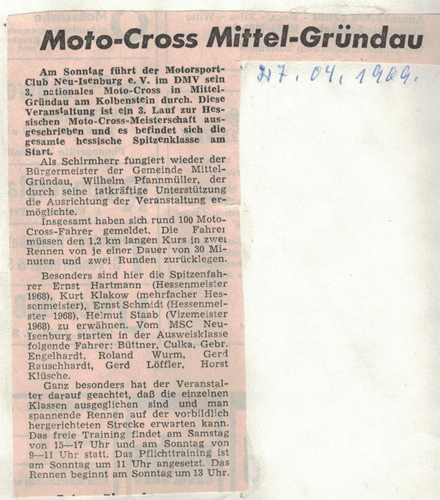 Moto-Cross Mittel-Gründau
27.04.1969.
Am Sonntag führt der Motorsport-
Club Neu-Isenburg e. V. im DMV sein
3. nationales Moto-Cross in Mittel-
Gründau am Kolbenstein durch. Diese
Veranstaltung ist ein 3. Lauf zur Hes-
sischen Moto-Cross-Meisterschaft aus-
geschrieben und es befindet sich die
gesamte hessische Spitzenklasse am
Start.
Als Schirmherr fungiert wieder der
Bürgermeister der Gemeinde Mittel-
Gründau, Wilhelm Pfannmüller, der
durch seine tatkräftige Unterstützung
die Ausrichtung der Veranstaltung er-
möglichte.
Insgesamt haben sich rund 100 Moto-
Cross-Fahrer gemeldet. Die Fahrer
müssen den 1,2 km langen Kurs in zwei
Rennen von je einer Dauer von 30 Mi-
nuten und zwei Runden zurücklegen.
Besonders sind hier die Spitzenfah-
rer Ernst Hartmann (Hessenmeister
1968), Kurt Klakow (mehrfacher Hes-
senmeister), Ernst Schmidt (Hessenmei-
ster 1968), Helmut Staab (Vizemeister
1968) zu erwähnen. Vom MSC Neu-
Isenburg starten in der Ausweisklasse
folgende Fahrer: Büttner, Culka, Gebr.
Engelhardt, Roland Wurm, Gerd
Rauschhardt, Gerd Löffler, Horst
Klüsche.
Ganz besonders hat der Veranstal-
ter darauf geachtet, daß die einzelnen
Klassen ausgeglichen sind und man
spannende Rennen auf der vorbildlich
hergerichteten Strecke erwarten kann.
Das freie Training findet am Samstag
von 15—17 Uhr und am Sonntag von
9—11 Uhr statt. Das Pflichttraining ist
am Sonntag um 11 Uhr angesetzt. Das
Rennen beginnt am Sonntag um 13 Uhr.